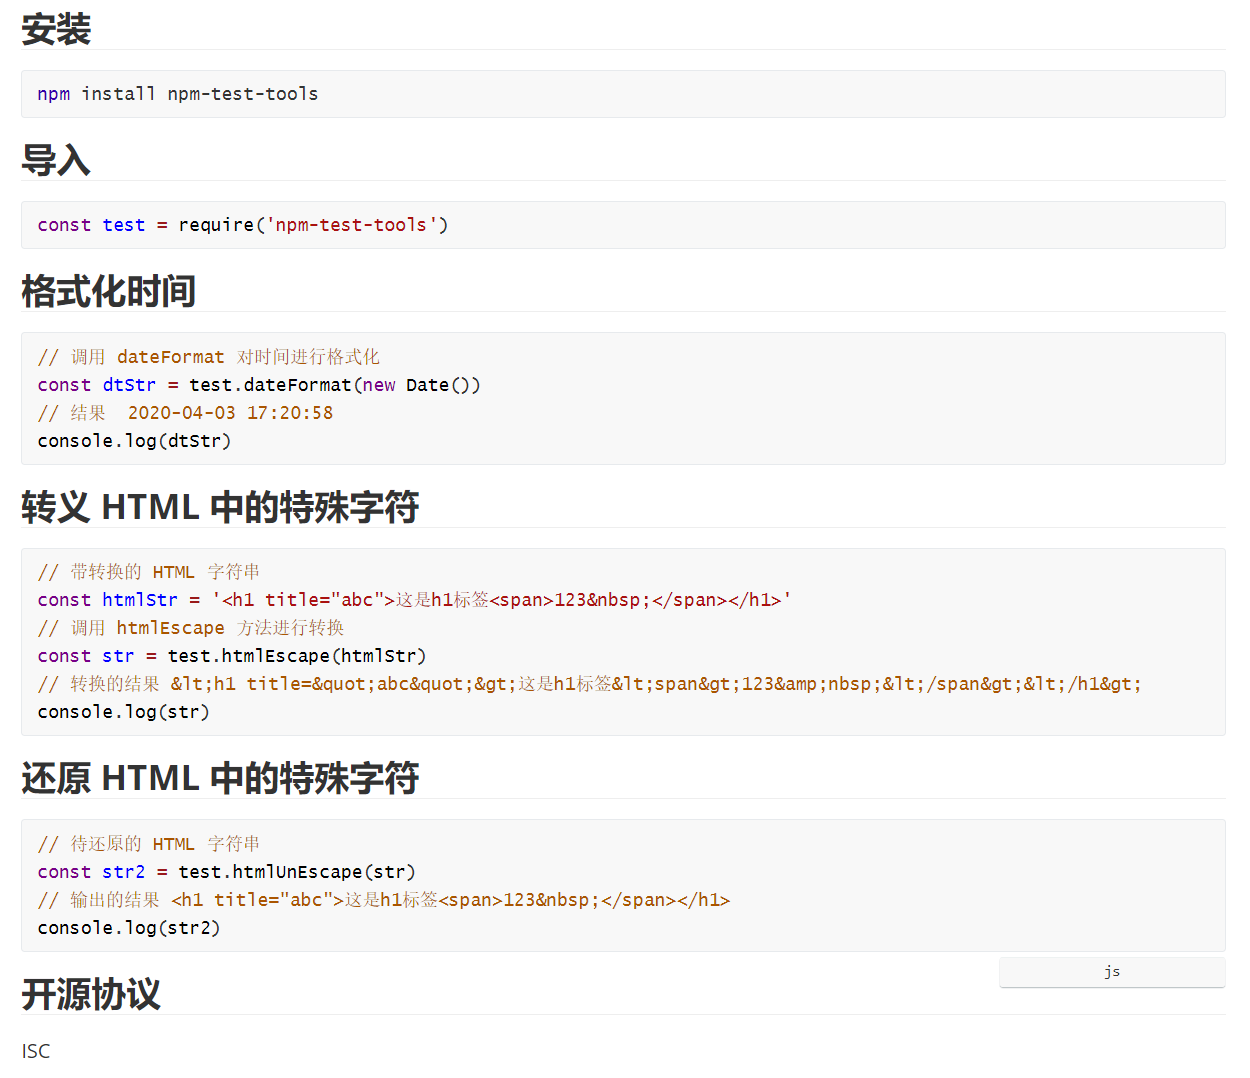 安装
npm install npm-test-tools
导入
const test = require('npm-test-tools')
格式化时间
// 调用 dateFormat 对时间进行格式化
const dtStr = test.dateFormat(new Date())
// 结果  2020-04-03 17:20:58
console.log(dtStr)
转义 HTML 中的特殊字符
// 带转换的 HTML 字符串
const htmlStr = '<h1 title="abc">这是h1标签<span>123&nbsp;</span></h1>'
// 调用 htmlEscape 方法进行转换
const str = test.htmlEscape(htmlStr)
// 转换的结果 &lt;h1 title=&quot;abc&quot;&gt;这是h1标签&lt;span&gt;123&amp;nbsp;&lt;/span&gt;&lt;/h1&gt;
console.log(str)
还原 HTML 中的特殊字符
// 待还原的 HTML 字符串
const str2 = test.htmlUnEscape(str)
// 输出的结果 <h1 title="abc">这是h1标签<span>123&nbsp;</span></h1>
console.log(str2)
js
开源协议
ISC